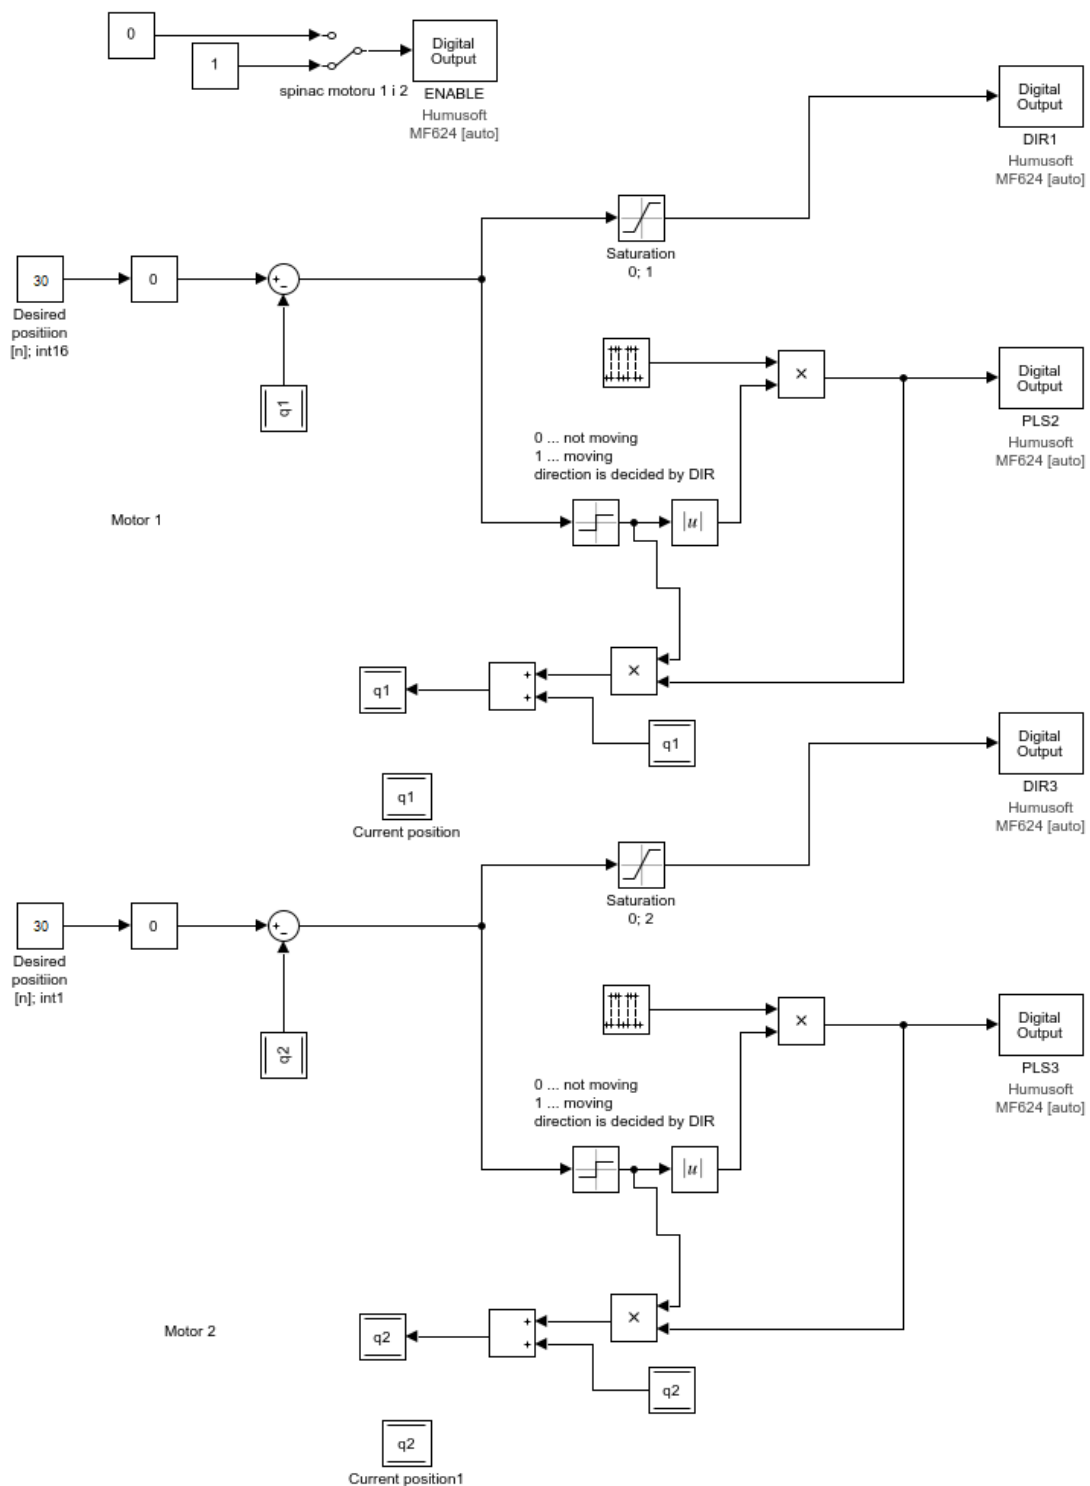 0
1
spinac motoru 1 i 2
Digital
Output
ENABLE
Humusoft
MF624 [auto]
Digital
Output
DIR1
Humusoft
MF624 [auto]
Saturation
0; 1
30
Desired
positiion
[n]; int16
0
+
−
q1
×
Digital
Output
PLS2
Humusoft
MF624 [auto]
0 ... not moving
1 ... moving
direction is decided by DIR
|u|
Motor 1
q1
+
+
×
q1
q1
Current position
Digital
Output
DIR3
Humusoft
MF624 [auto]
Saturation
0; 2
30
Desired
positiion
[n]; int1
0
+
−
q2
×
Digital
Output
PLS3
Humusoft
MF624 [auto]
0 ... not moving
1 ... moving
direction is decided by DIR
|u|
Motor 2
q2
+
+
×
q2
q2
Current position1